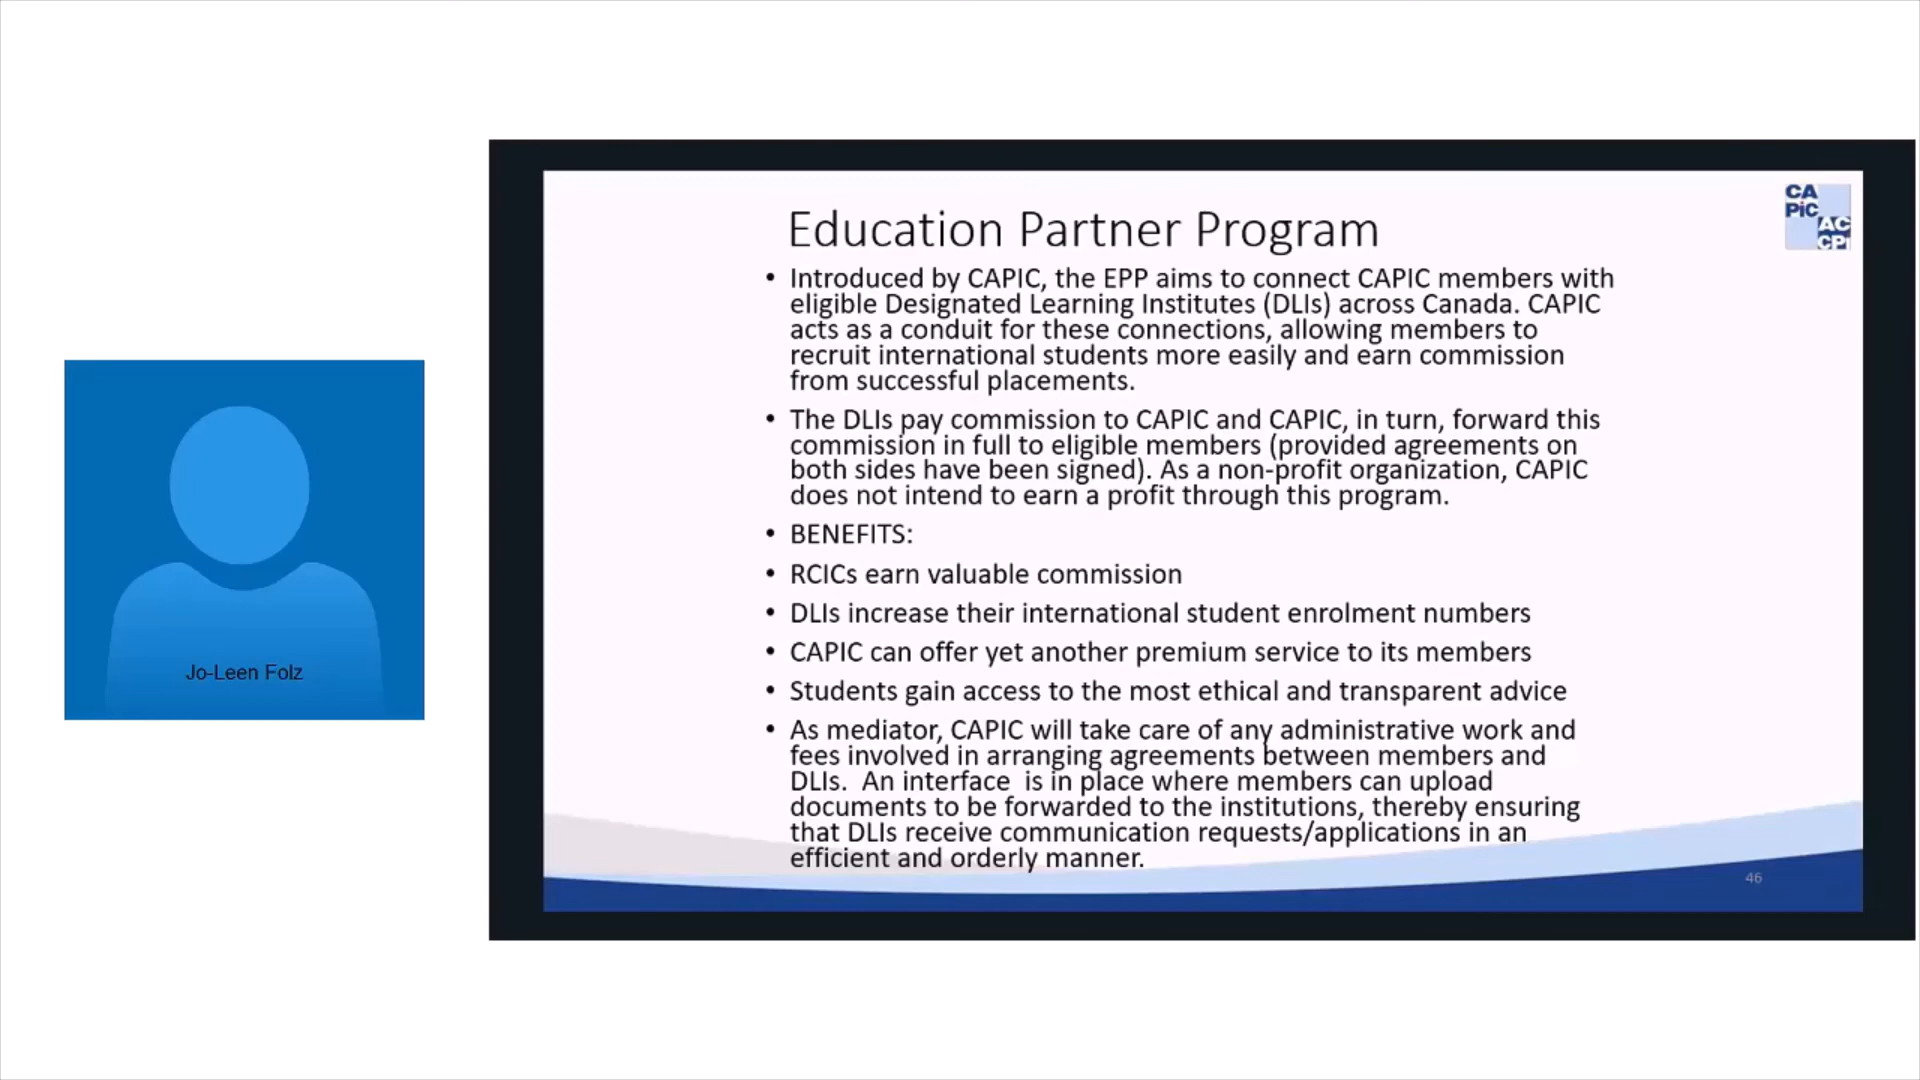 CA
PiC
AC
CPi
Education Partner Program
• Introduced by CAPIC, the EPP aims to connect CAPIC members with
eligible Designated Learning Institutes (DLIs) across Canada. CAPIC
acts as a conduit for these connections, allowing members to
recruit international students more easily and earn commission
from successful placements.
• The DLIs pay commission to CAPIC and CAPIC, in turn, forward this
commission in full to eligible members (provided agreements on
both sides have been signed). As a non-profit organization, CAPIC
does not intend to earn a profit through this program.
• BENEFITS:
• RCICs earn valuable commission
• DLIs increase their international student enrolment numbers
• CAPIC can offer yet another premium service to its members
• Students gain access to the most ethical and transparent advice
• As mediator, CAPIC will take care of any administrative work and
fees involved in arranging agreements between members and
DLIs.  An interface  is in place where members can upload
documents to be forwarded to the institutions, thereby ensuring
that DLIs receive communication requests/applications in an
efficient and orderly manner.
46
Jo-Leen Folz